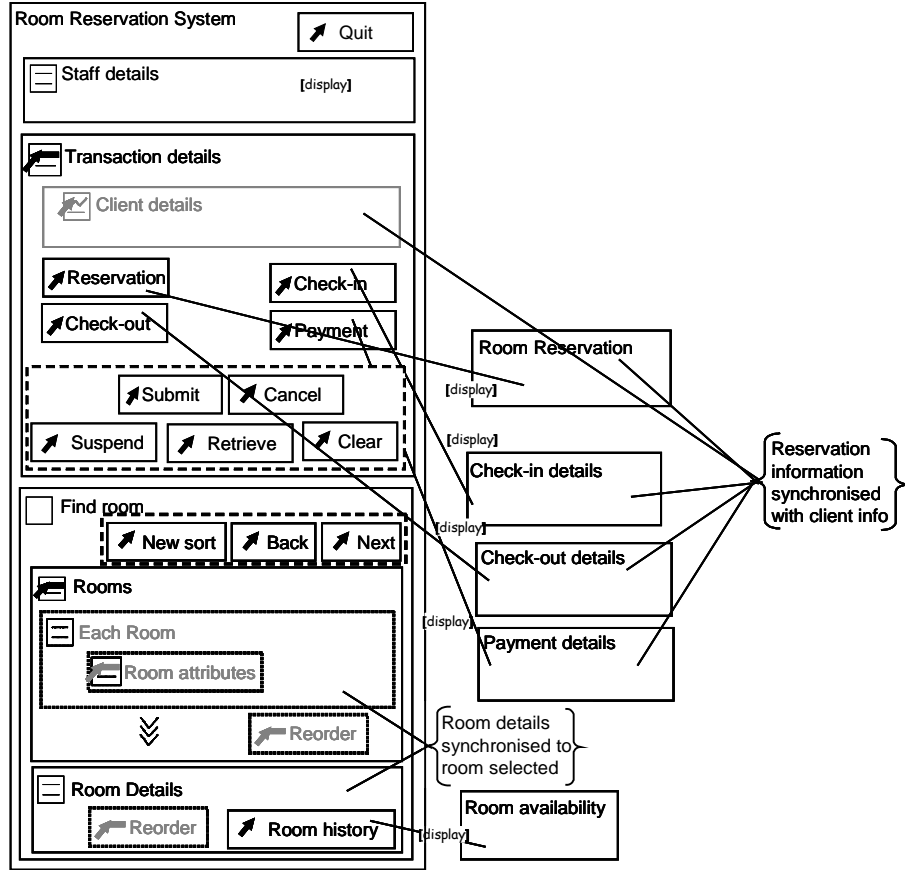 Room Reservation System
Quit
Staff details
[display]
Transaction details
Client details
Reservation
Check-in
Check-out
Payment
Submit
Cancel
Suspend
Retrieve
Clear
Room Reservation
[display]
[display]
Check-in details
[display]
Check-out details
[display]
Payment details
Reservation
information
synchronised
with client info
Find room
New sort
Back
Next
Rooms
Each Room
Room attributes
Reorder
Room details
synchronised to
room selected
Room Details
Reorder
Room history
[display]
Room availability